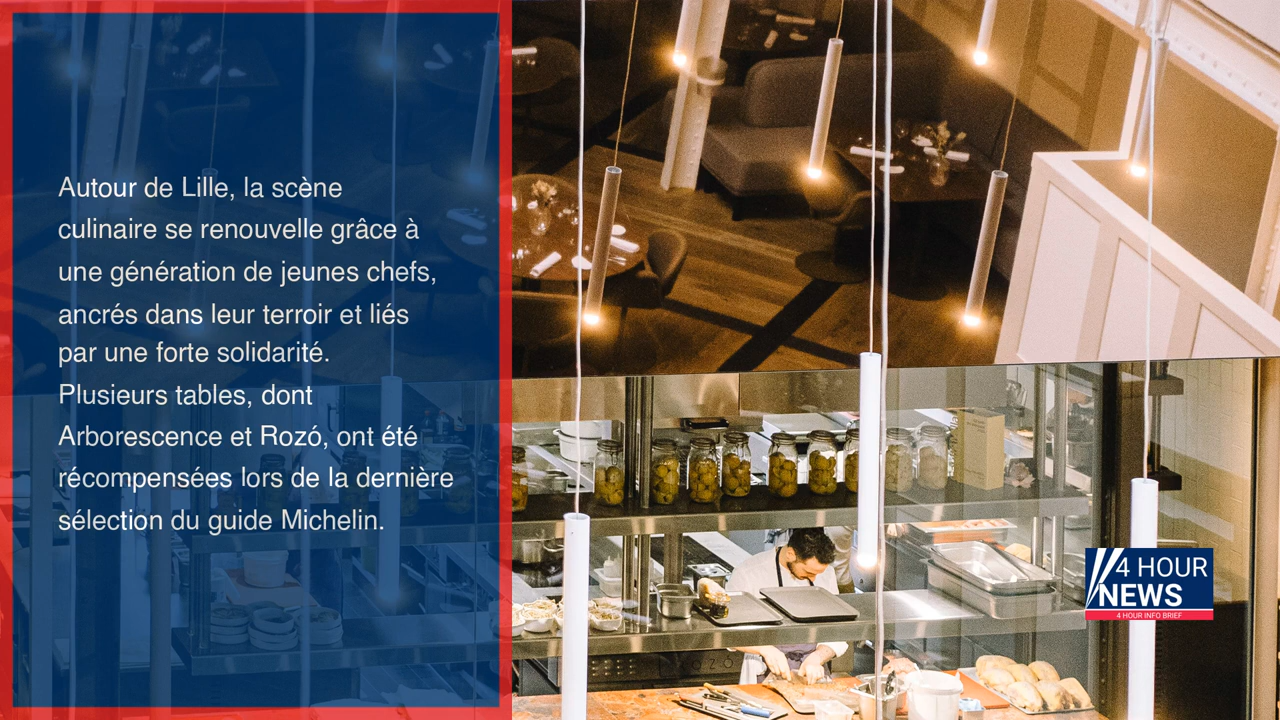 Autour de Lille, la scène
culinaire se renouvelle grâce à
une génération de jeunes chefs,
ancrés dans leur terroir et liés
par une forte solidarité.
Plusieurs tables, dont
Arborescence et Rozó, ont été
récompensées lors de la dernière
sélection du guide Michelin.
4 HOUR
NEWS
4 HOUR INFO BRIEF
ROZÓ